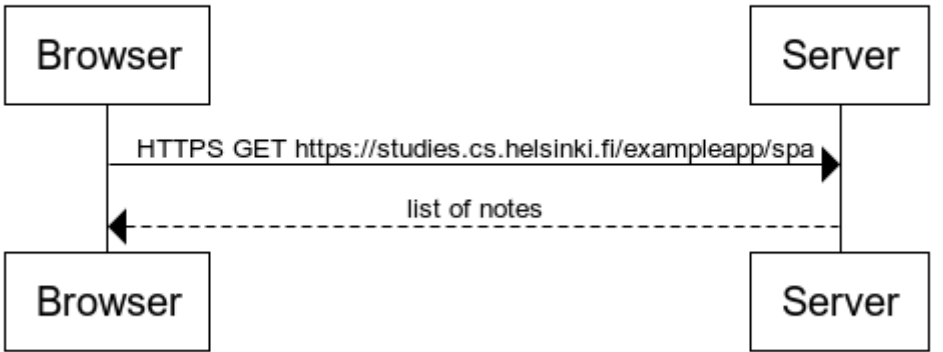 Browser
Server
HTTPS GET https://studies.cs.helsinki.fi/exampleapp/spa
list of notes
Browser
Server